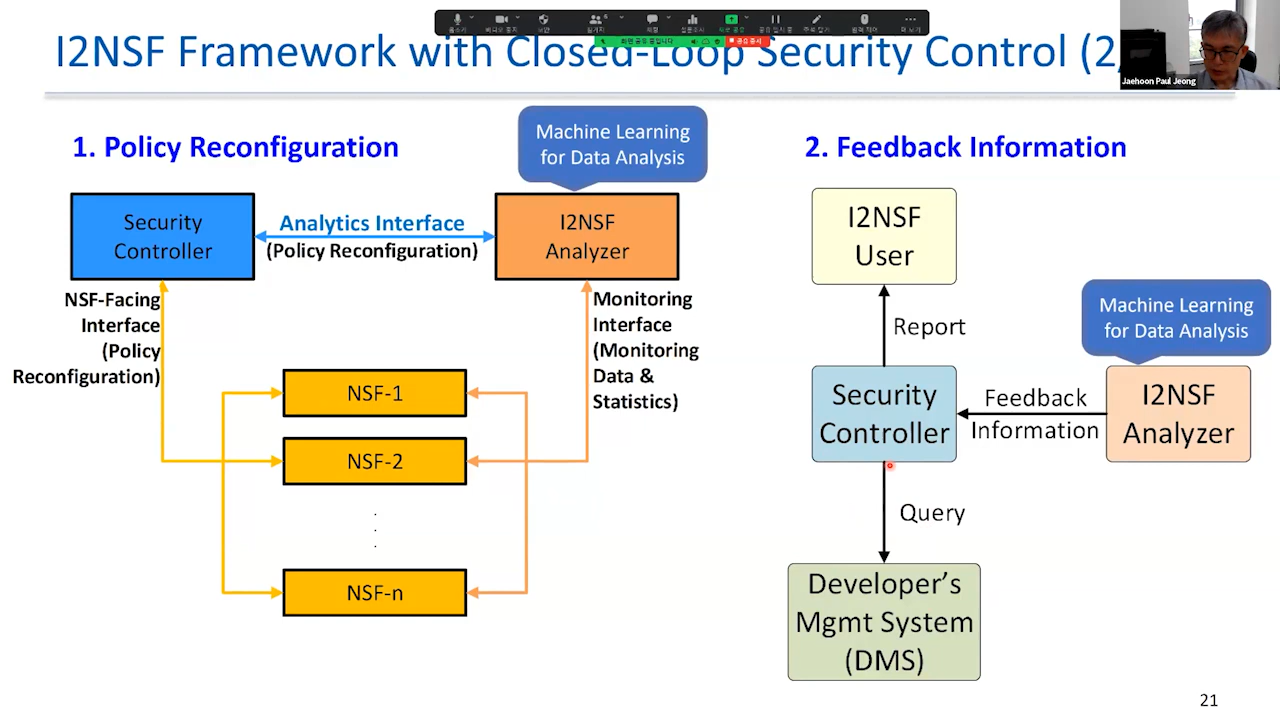 I2NSF Framework with Closed-Loop Security Control (2
Jaehoon Paul Jeong
1. Policy Reconfiguration
Machine Learning
for Data Analysis
Security
Controller
Analytics Interface
(Policy Reconfiguration)
I2NSF
Analyzer
NSF-Facing
Interface
(Policy
Reconfiguration)
Monitoring
Interface
(Monitoring
Data &
Statistics)
NSF-1
NSF-2
.
.
.
NSF-n
2. Feedback Information
I2NSF
User
Report
Machine Learning
for Data Analysis
Security
Controller
Feedback
Information
I2NSF
Analyzer
Query
Developer's
Mgmt System
(DMS)
21